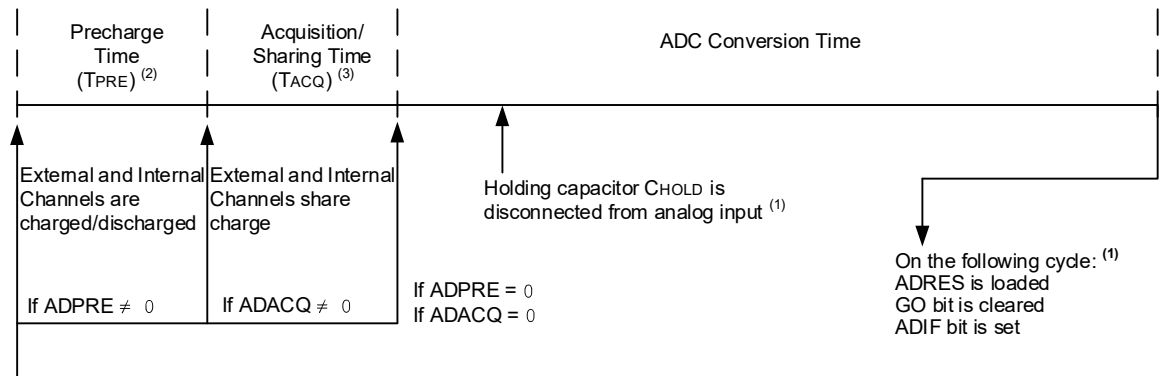 Precharge
Time
(TPRE) (2)
Acquisition/
Sharing Time
(TACQ) (3)
ADC Conversion Time
External and Internal
Channels are
charged/discharged
External and Internal
Channels share
charge
Holding capacitor CHOLD is
disconnected from analog input (1)
On the following cycle: (1)
ADRES is loaded
GO bit is cleared
ADIF bit is set
If ADPRE ≠ 0
If ADACQ ≠ 0
If ADPRE = 0
If ADACQ = 0